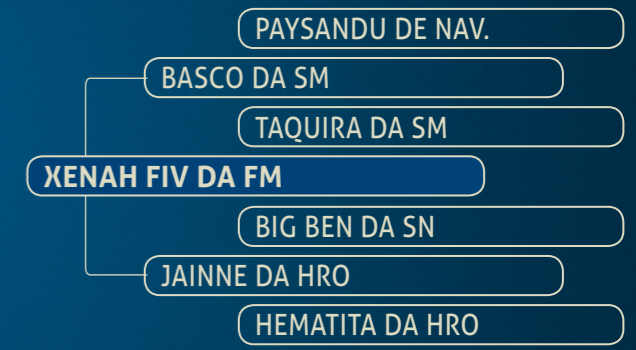 PAYSANDU DE NAV.
BASCO DA SM
TAQUIRA DA SM
XENAH FIV DA FM
BIG BEN DA SN
JAINNE DA HRO
HEMATITA DA HRO